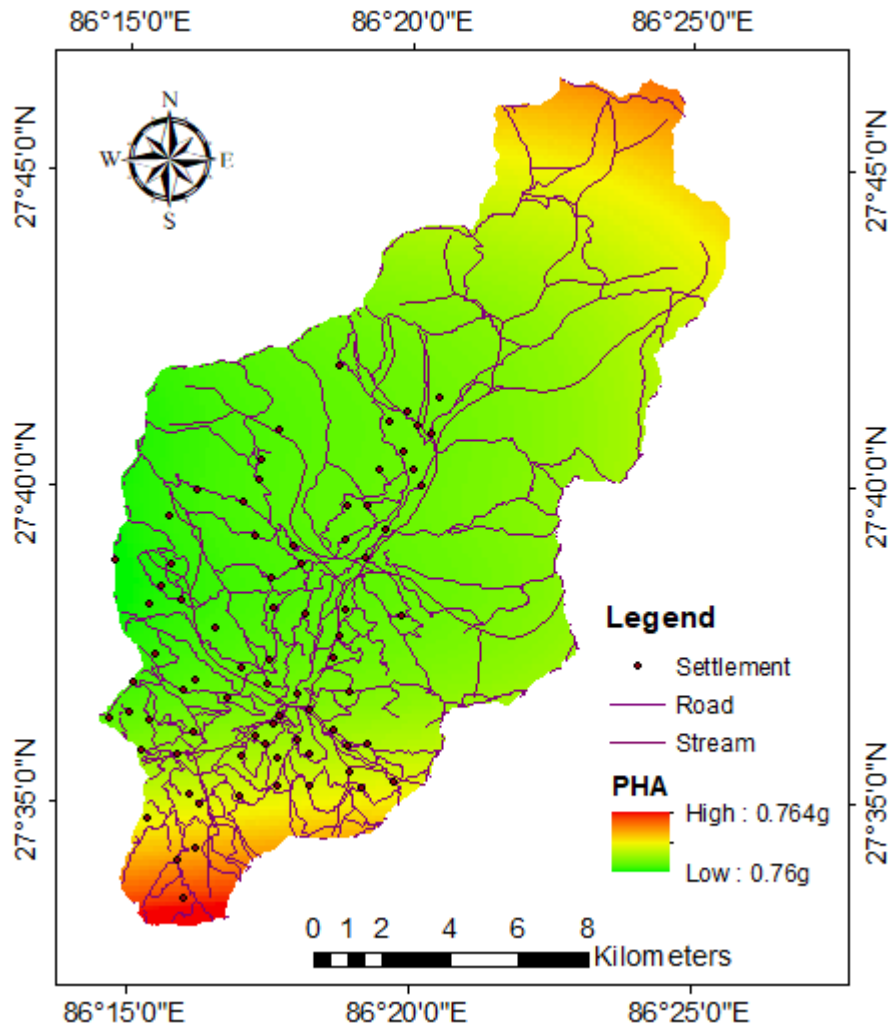 86°15'0"E 86°20'0"E 86°25'0"E
N
W E
S
27°45'0"N 27°45'0"N
27°40'0"N 27°40'0"N
Legend
Settlement
Road
Stream
PHA
High : 0.764g
Low : 0.76g
27°35'0"N 27°35'0"N
0 1 2 4 6 8
Kilometers
86°15'0"E 86°20'0"E 86°25'0"E